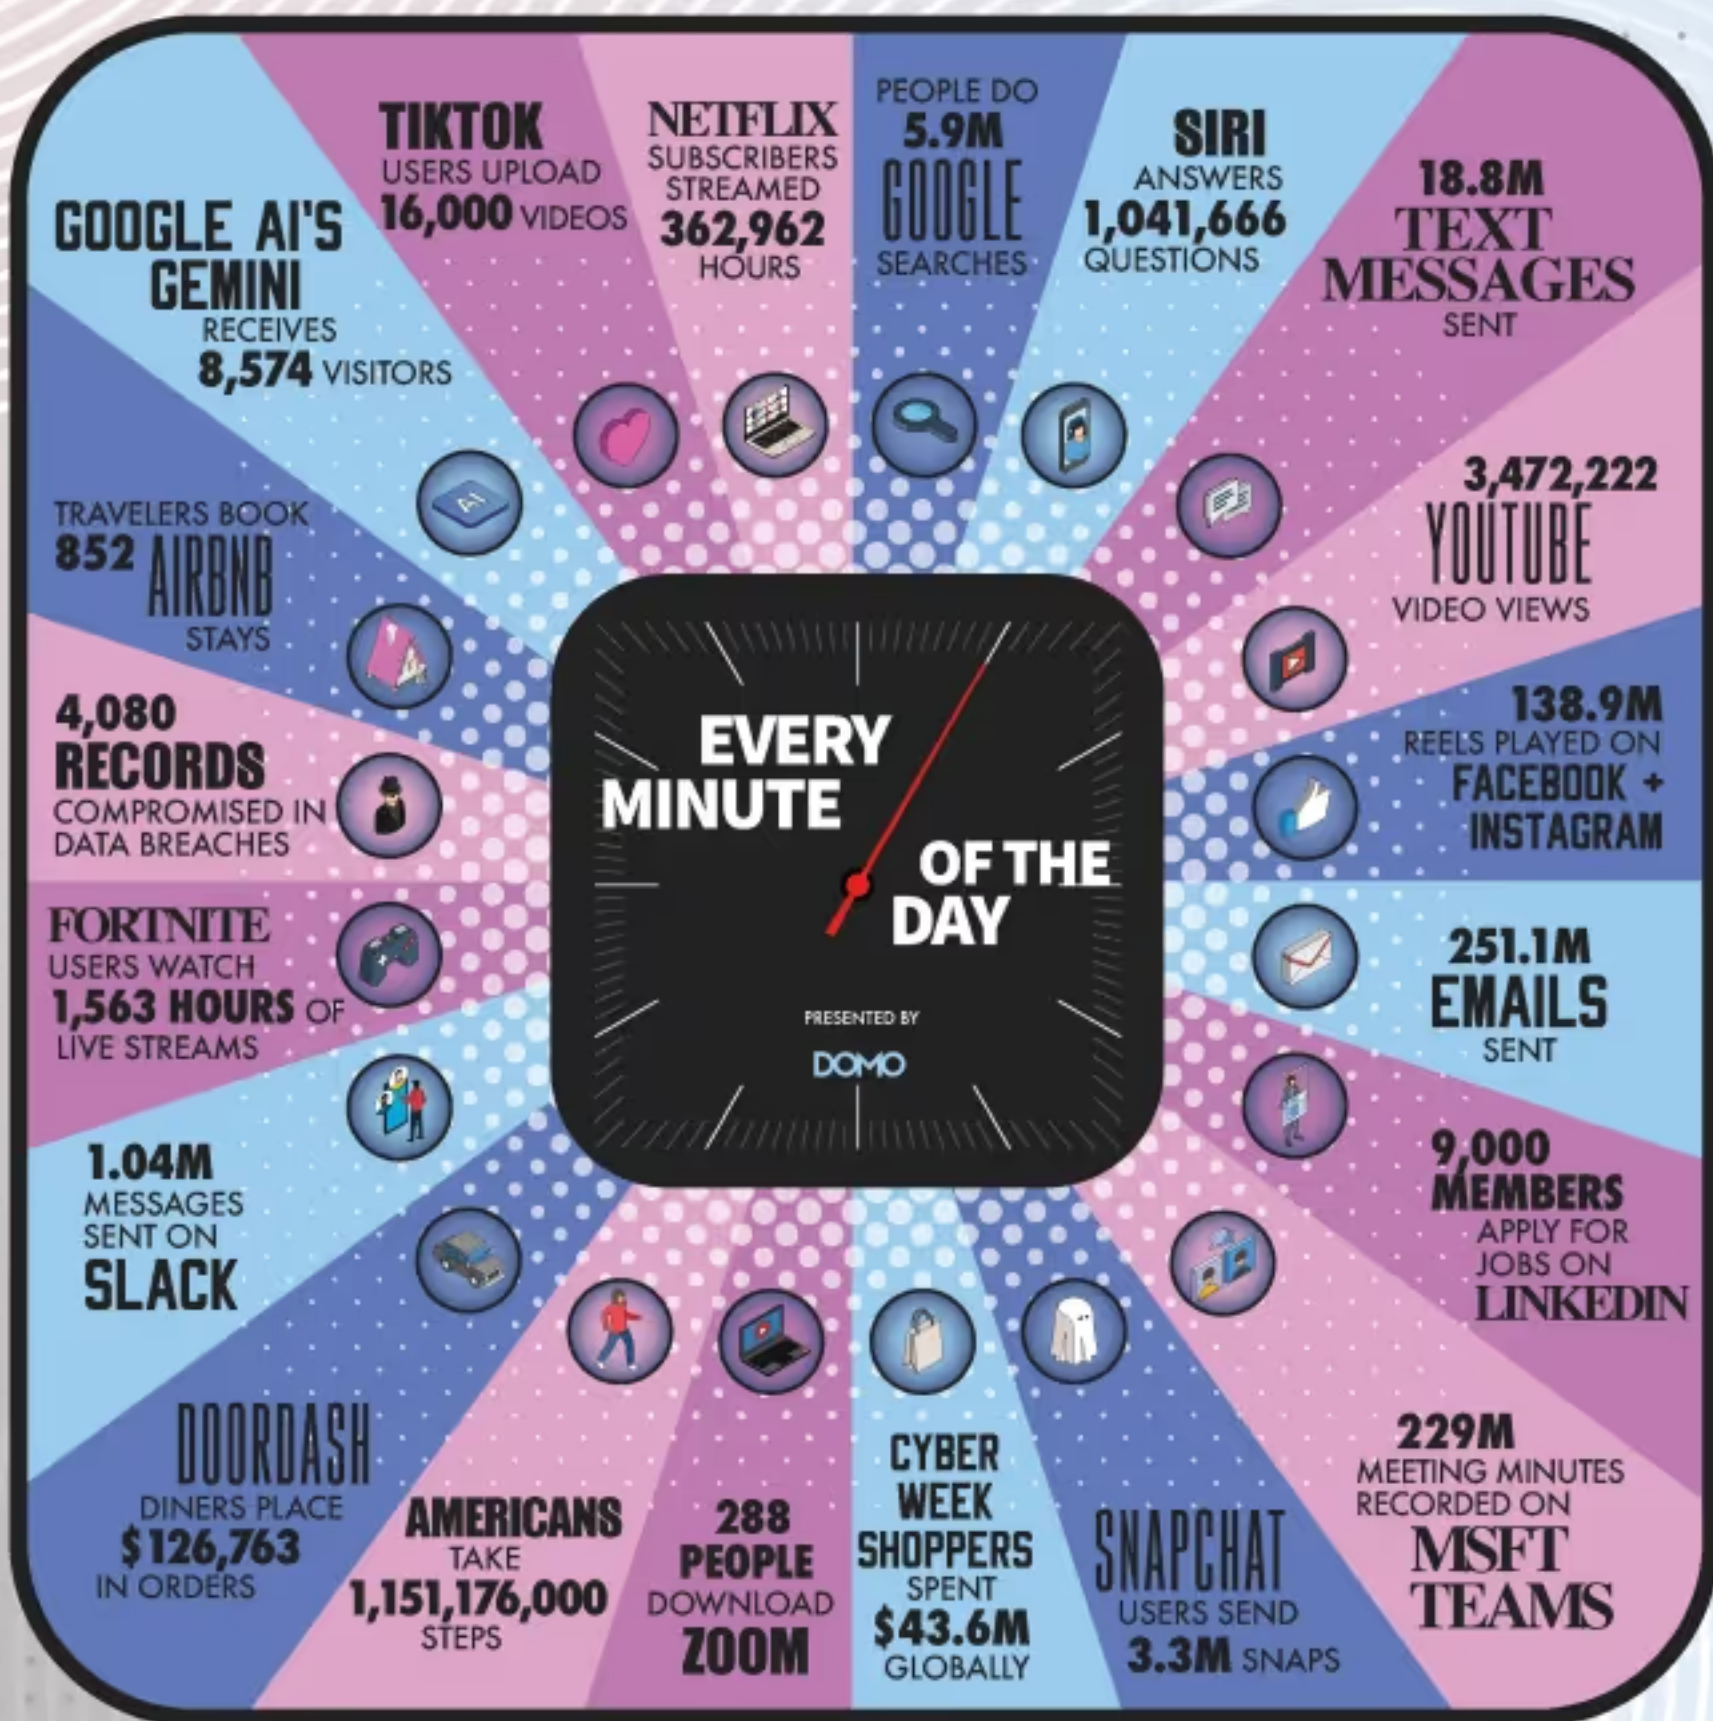 PEOPLE DO
5.9M
GOOGLE
SEARCHES
SIRI
ANSWERS
1,041,666
QUESTIONS
18.8M
TEXT
MESSAGES
SENT
3,472,222
YOUTUBE
VIDEO VIEWS
138.9M
REELS PLAYED ON
FACEBOOK +
INSTAGRAM
251.1M
EMAILS
SENT
9,000
MEMBERS
APPLY FOR
JOBS ON
LINKEDIN
229M
MEETING MINUTES
RECORDED ON
MSFT
TEAMS
SNAPCHAT
USERS SEND
3.3M SNAPS
CYBER
WEEK
SHOPPERS
SPENT
$43.6M
GLOBALLY
288
PEOPLE
DOWNLOAD
ZOOM
AMERICANS
TAKE
1,151,176,000
STEPS
DOORDASH
DINERS PLACE
$126,763
IN ORDERS
1.04M
MESSAGES
SENT ON
SLACK
FORTNITE
USERS WATCH
1,563 HOURS OF
LIVE STREAMS
4,080
RECORDS
COMPROMISED IN
DATA BREACHES
TRAVELERS BOOK
852 AIRBNB
STAYS
GOOGLE AI'S
GEMINI
RECEIVES
8,574 VISITORS
TIKTOK
USERS UPLOAD
16,000 VIDEOS
NETFLIX
SUBSCRIBERS
STREAMED
362,962
HOURS
AI
EVERY
MINUTE
OF THE
DAY
PRESENTED BY
DOMO